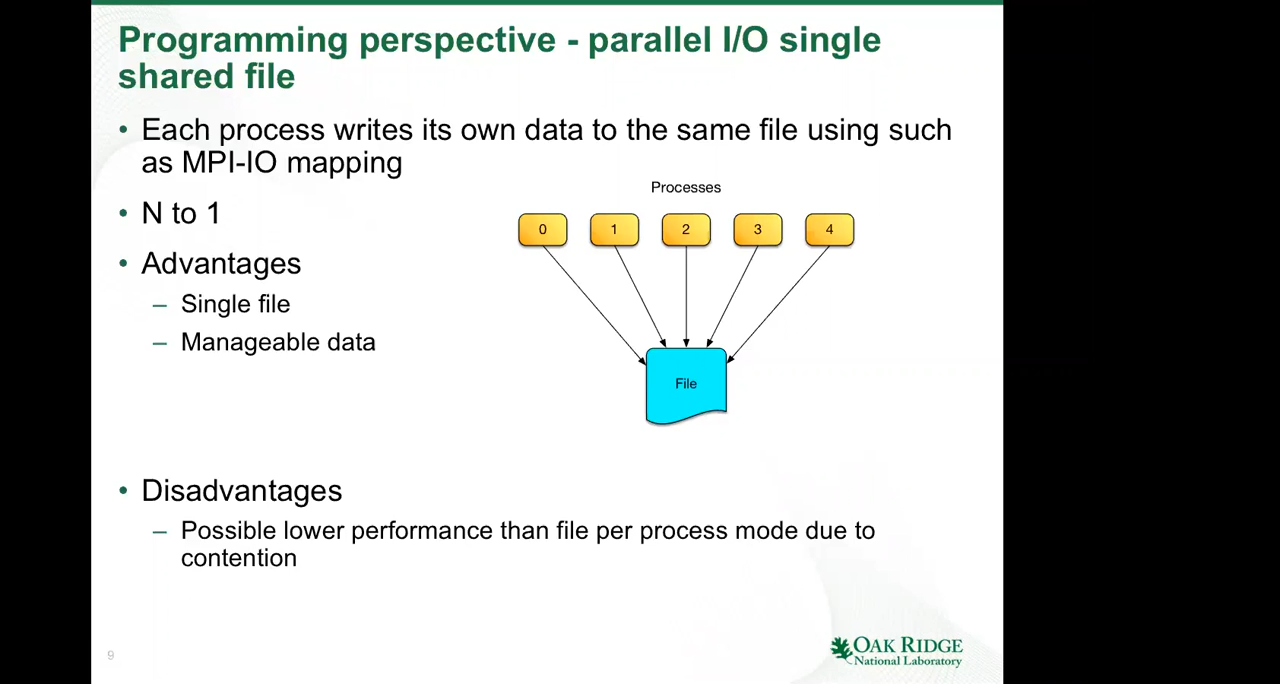 Programming perspective - parallel I/O single
shared file
• Each process writes its own data to the same file using such
as MPI-IO mapping
• N to 1
• Advantages
– Single file
– Manageable data
Processes
0 1 2 3 4
File
• Disadvantages
– Possible lower performance than file per process mode due to
contention
9
OAK RIDGE
National Laboratory